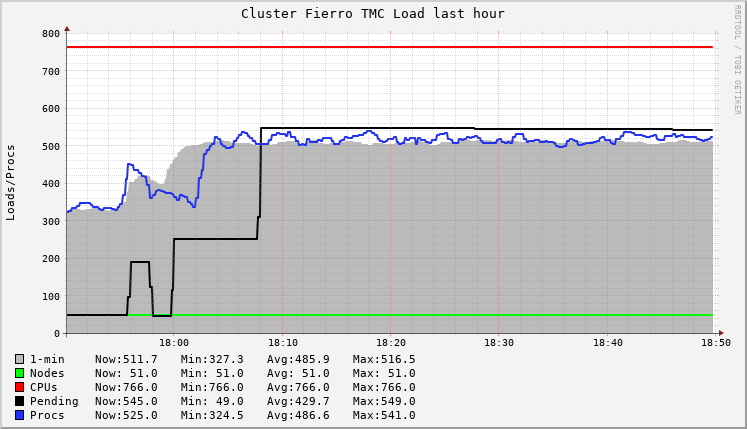 Cluster Fierro TMC Load last hour
RRDTOOL / TOBI OETIKER
Loads/Procs
800
700
600
500
400
300
200
100
0
18:00 18:10 18:20 18:30 18:40 18:50
1-min Now:511.7 Min:327.3 Avg:485.9 Max:516.5
Nodes Now: 51.0 Min: 51.0 Avg: 51.0 Max: 51.0
CPUs Now:766.0 Min:766.0 Avg:766.0 Max:766.0
Pending Now:545.0 Min: 49.0 Avg:429.7 Max:549.0
Procs Now:525.0 Min:324.5 Avg:486.6 Max:541.0